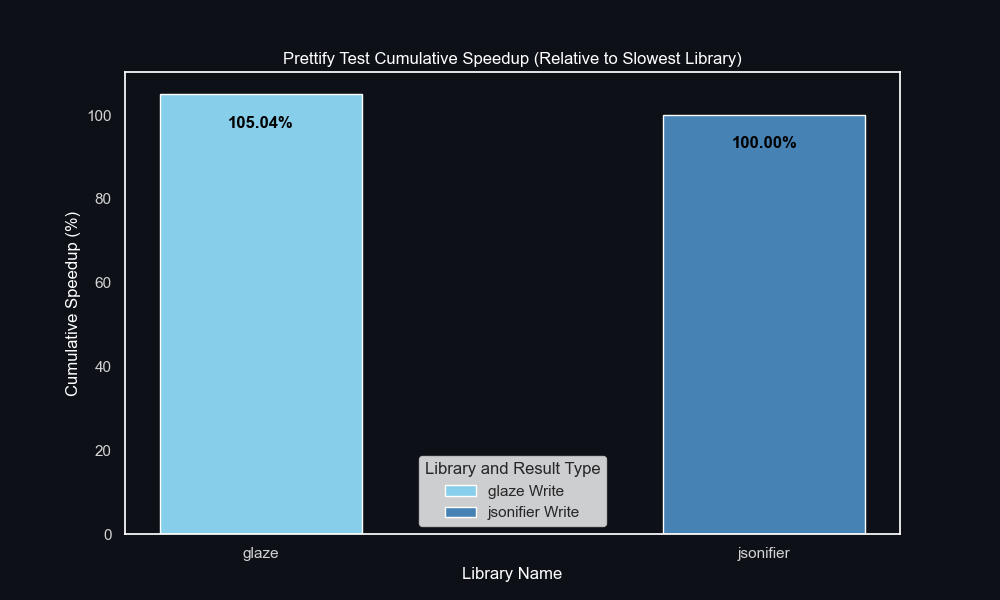 Prettify Test Cumulative Speedup (Relative to Slowest Library)
Cumulative Speedup (%)
100
80
60
40
20
0
105.04%
100.00%
Library and Result Type
glaze Write
jsonifier Write
glaze
jsonifier
Library Name